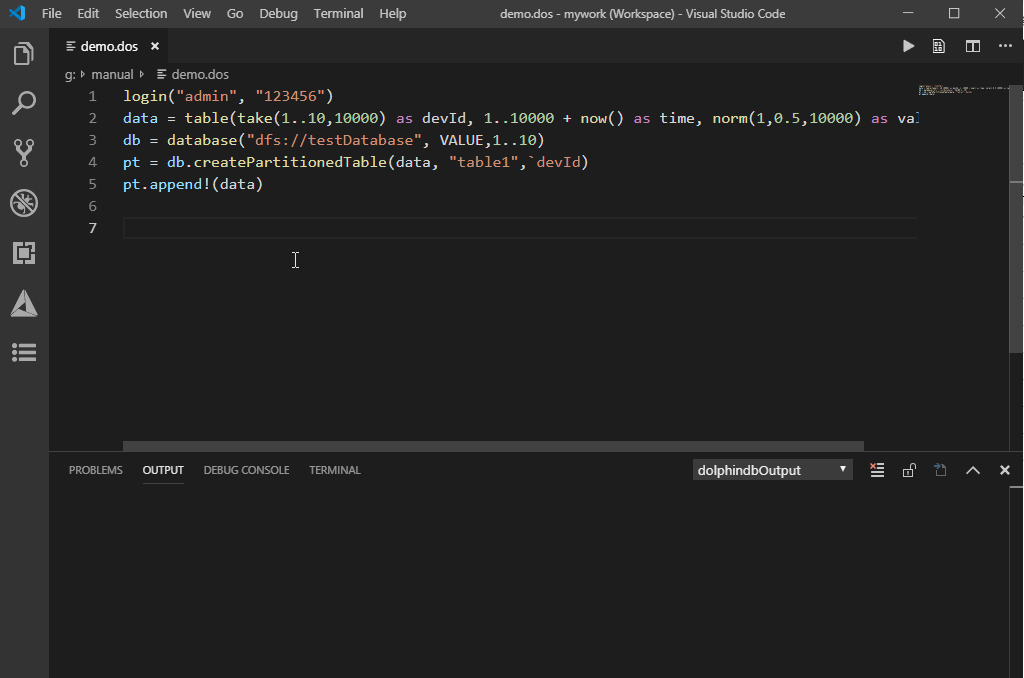 File Edit Selection View Go Debug Terminal Help demo.dos - mywork (Workspace) - Visual Studio Code
demo.dos
g: manual demo.dos
1 login("admin", "123456")
2 data = table(take(1..10,10000) as devId, 1..10000 + now() as time, norm(1,0.5,10000) as val
3 db = database("dfs://testDatabase", VALUE,1..10)
4 pt = db.createPartitionedTable(data, "table1",`devId)
5 pt.append!(data)
6
7
PROBLEMS OUTPUT DEBUG CONSOLE TERMINAL dolphindbOutput